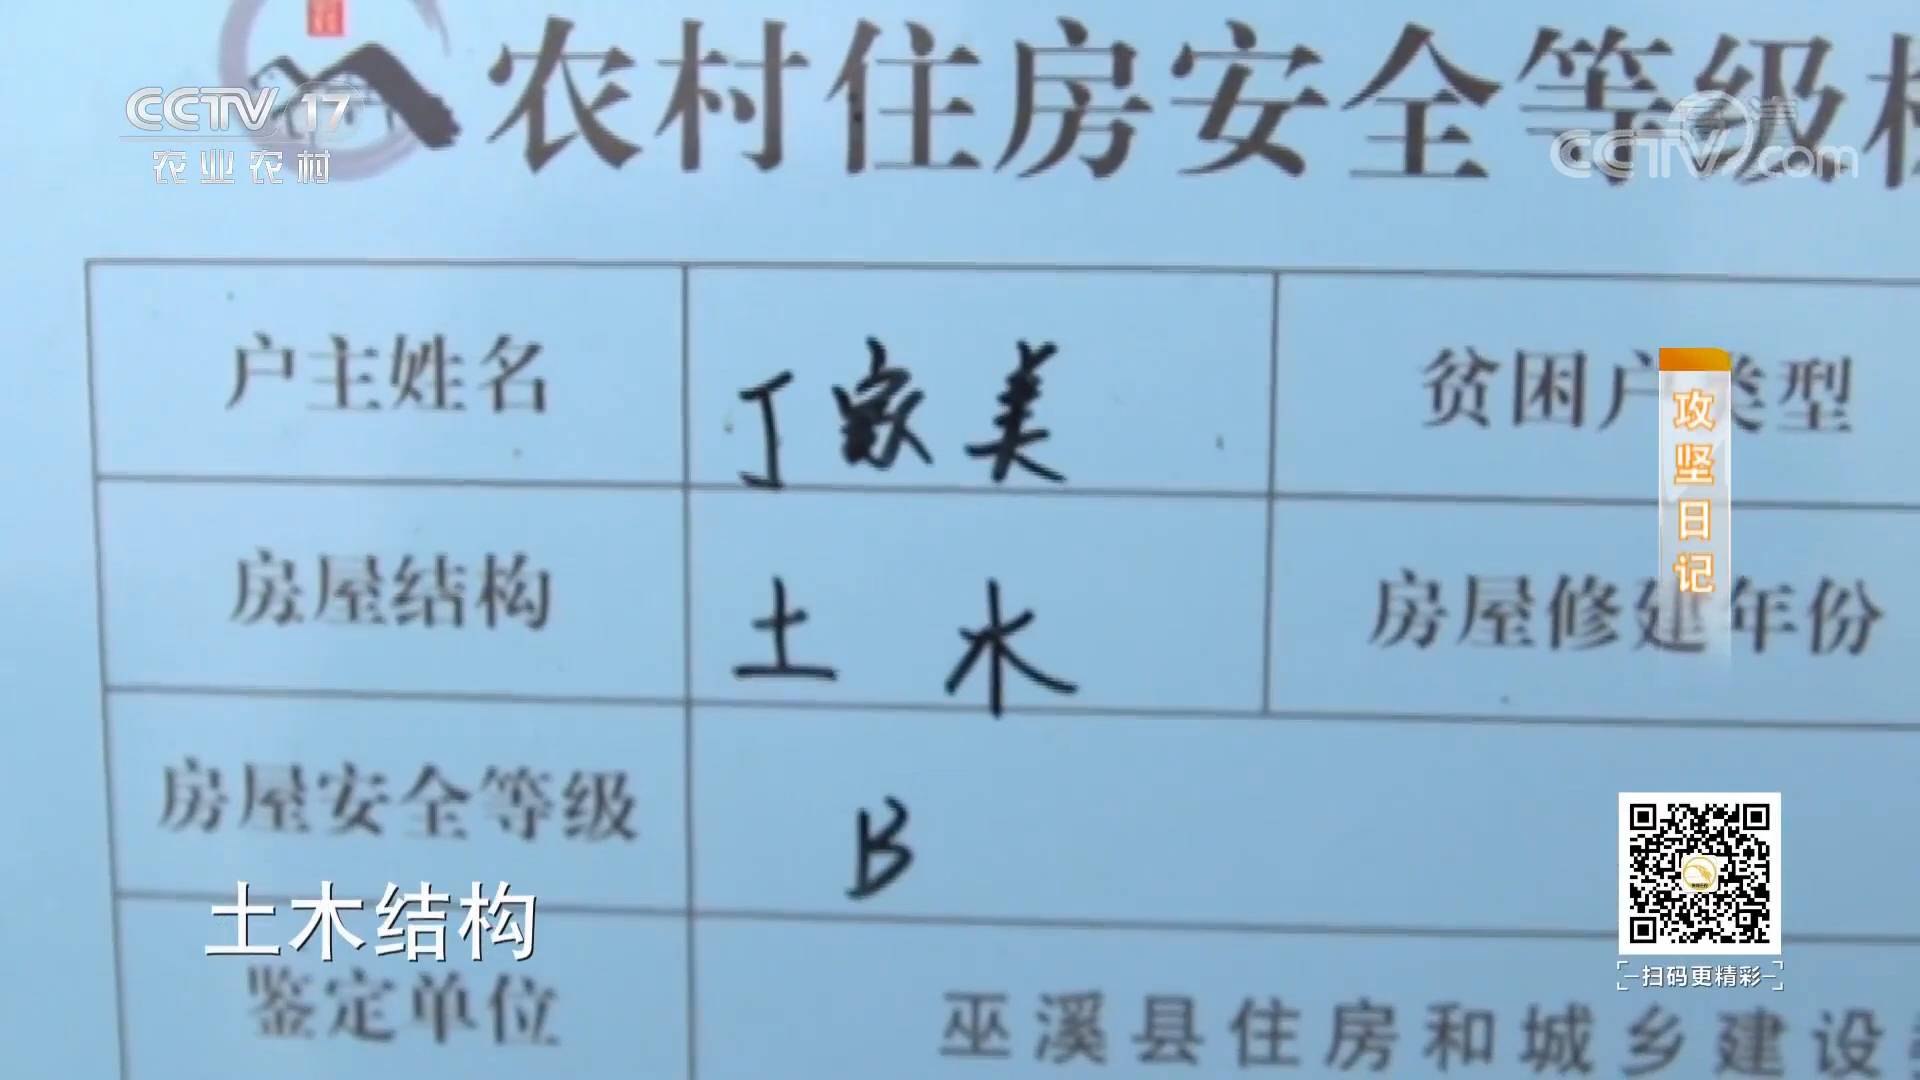 农村住房安全等级
CCTV 17
农业农村
高清
CCTV.com
户主姓名 丁家美 贫困户类型
房屋结构 土木 房屋修建年份
房屋安全等级 B
鉴定单位 巫溪县住房和城乡建设
土木结构
攻坚日记
扫码更精彩